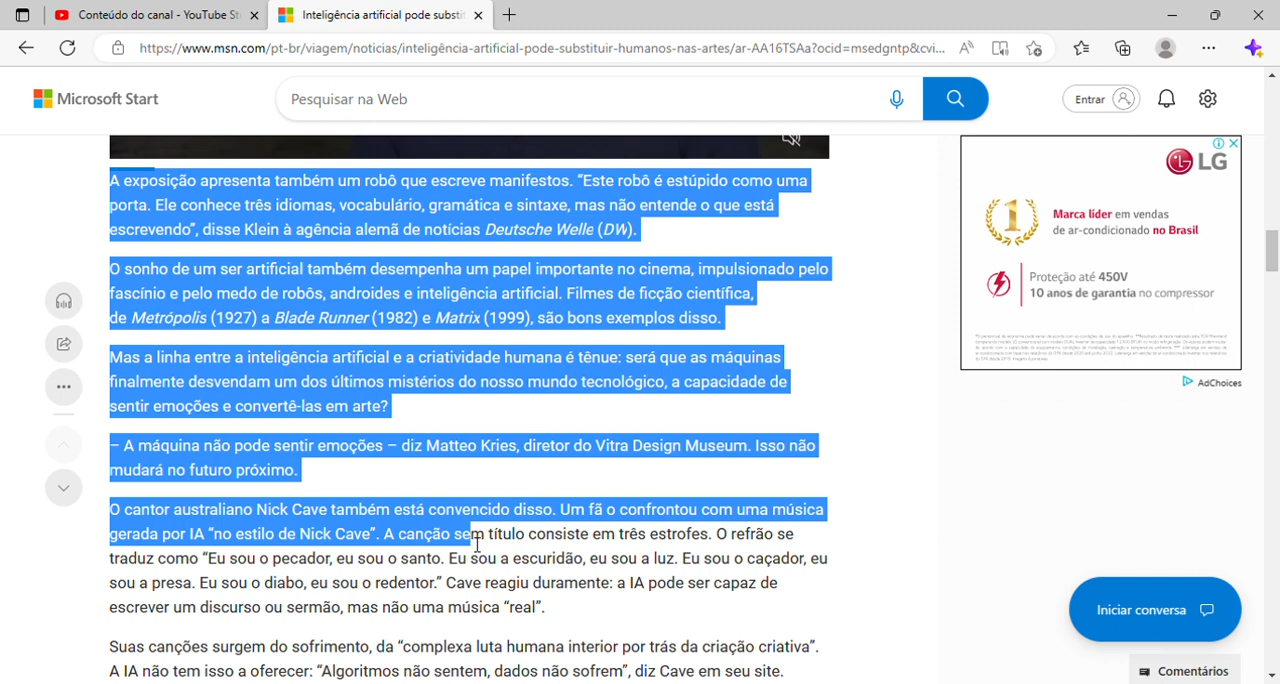 Conteúdo do canal - YouTube St
Inteligência artificial pode substit
https://www.msn.com/pt-br/viagem/noticias/inteligência-artificial-pode-substituir-humanos-nas-artes/ar-AA16TSAa?ocid=msedgntp&cvi...
Microsoft Start
Pesquisar na Web
Entrar
A exposição apresenta também um robô que escreve manifestos. “Este robô é estúpido como uma
porta. Ele conhece três idiomas, vocabulário, gramática e sintaxe, mas não entende o que está
escrevendo”, disse Klein à agência alemã de notícias Deutsche Welle (DW).
O sonho de um ser artificial também desempenha um papel importante no cinema, impulsionado pelo
fascínio e pelo medo de robôs, androides e inteligência artificial. Filmes de ficção científica,
de Metrópolis (1927) a Blade Runner (1982) e Matrix (1999), são bons exemplos disso.
Mas a linha entre a inteligência artificial e a criatividade humana é tênue: será que as máquinas
finalmente desvendam um dos últimos mistérios do nosso mundo tecnológico, a capacidade de
sentir emoções e convertê-las em arte?
– A máquina não pode sentir emoções – diz Matteo Kries, diretor do Vitra Design Museum. Isso não
mudará no futuro próximo.
O cantor australiano Nick Cave também está convencido disso. Um fã o confrontou com uma música
gerada por IA “no estilo de Nick Cave”. A canção sem título consiste em três estrofes. O refrão se
traduz como “Eu sou o pecador, eu sou o santo. Eu sou a escuridão, eu sou a luz. Eu sou o caçador, eu
sou a presa. Eu sou o diabo, eu sou o redentor.” Cave reagiu duramente: a IA pode ser capaz de
escrever um discurso ou sermão, mas não uma música “real”.
Suas canções surgem do sofrimento, da “complexa luta humana interior por trás da criação criativa”.
A IA não tem isso a oferecer: “Algoritmos não sentem, dados não sofrem”, diz Cave em seu site.
LG
1
Marca líder em vendas
de ar-condicionado no Brasil
Proteção até 450V
10 anos de garantia no compressor
AdChoices
Iniciar conversa
Comentários